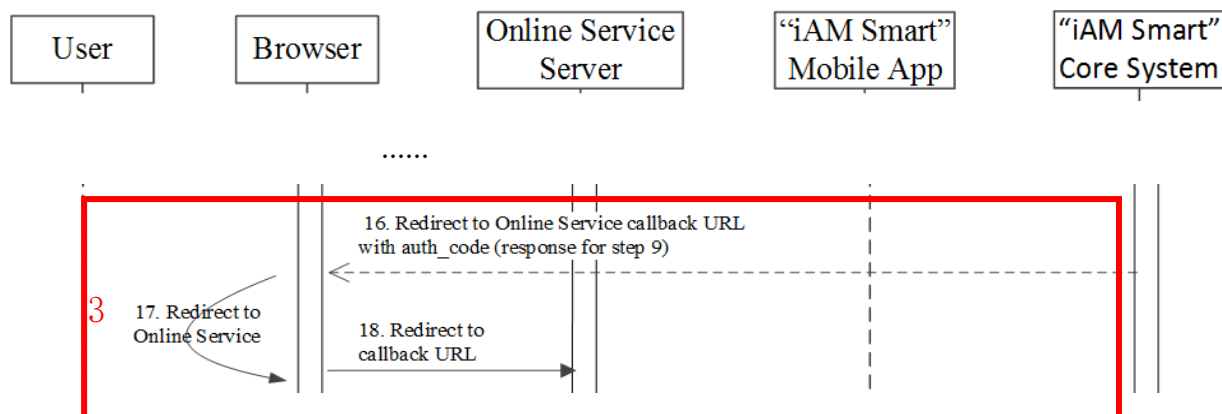 User
Browser
Online Service
Server
“iAM Smart”
Mobile App
“iAM Smart”
Core System
......
16. Redirect to Online Service callback URL
with auth_code (response for step 9)
3
17. Redirect to
Online Service
18. Redirect to
callback URL